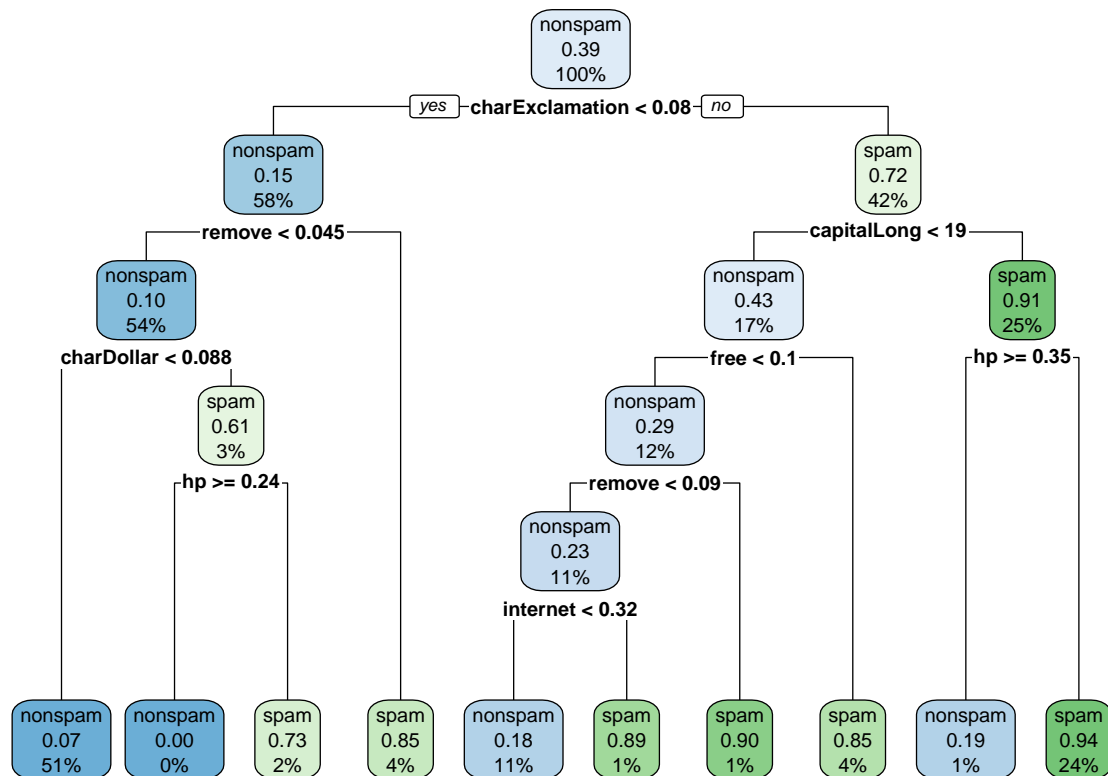 nonspam
0.39
100%
yes charExclamation < 0.08 no
nonspam
0.15
58%
spam
0.72
42%
remove < 0.045
capitalLong < 19
nonspam
0.10
54%
nonspam
0.43
17%
spam
0.91
25%
charDollar < 0.088
free < 0.1
hp >= 0.35
spam
0.61
3%
nonspam
0.29
12%
hp >= 0.24
remove < 0.09
nonspam
0.23
11%
internet < 0.32
nonspam
0.07
51%
nonspam
0.00
0%
spam
0.73
2%
spam
0.85
4%
nonspam
0.18
11%
spam
0.89
1%
spam
0.90
1%
spam
0.85
4%
nonspam
0.19
1%
spam
0.94
24%